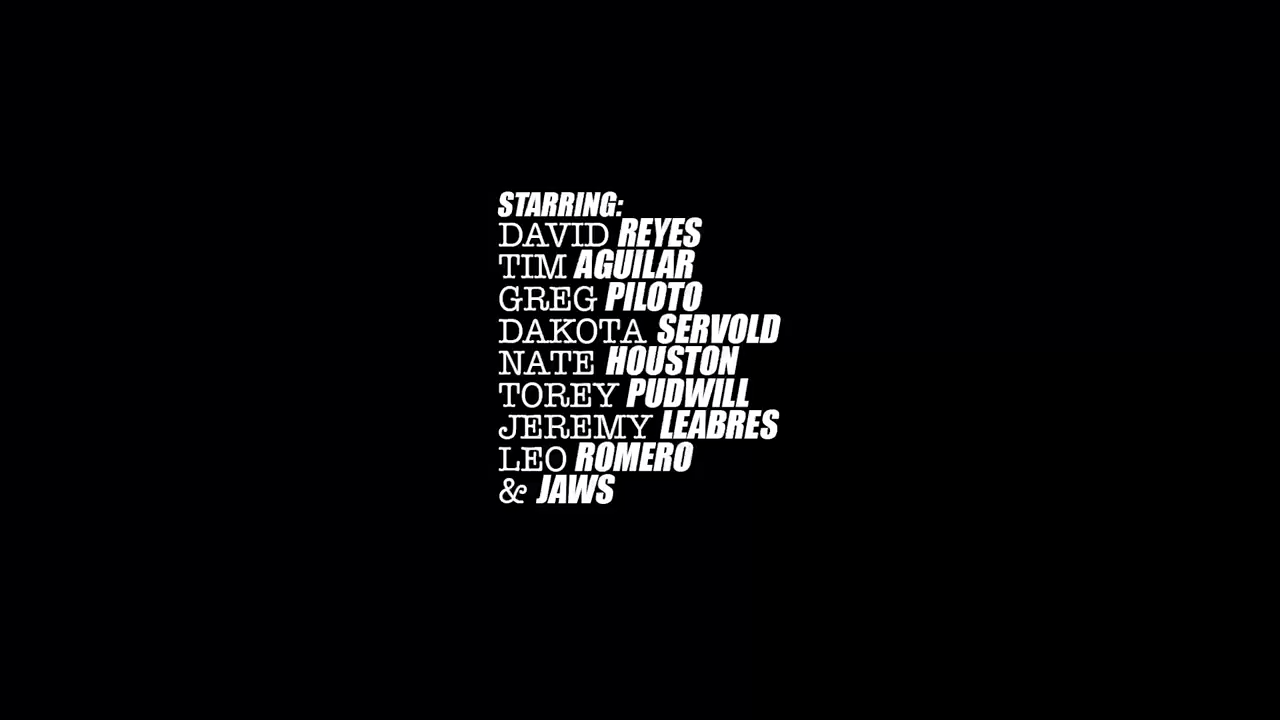 STARRING:
DAVID REYES
TIM AGUILAR
GREG PILOTO
DAKOTA SERVOLD
NATE HOUSTON
TOREY PUDWILL
JEREMY LEABRES
LEO ROMERO
& JAWS